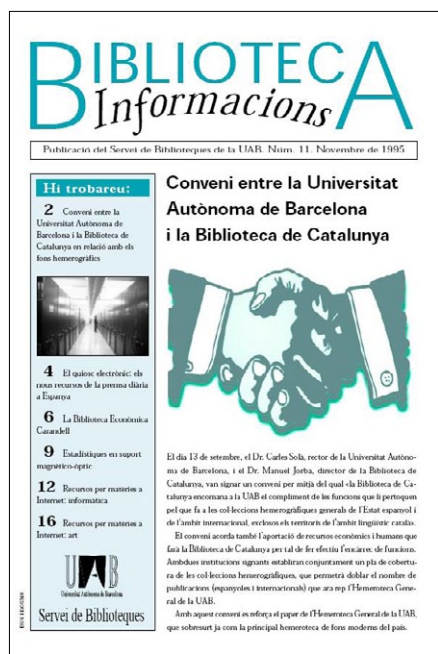 BIBLIOTECA
Informacions
Publicació del Servei de Biblioteques de la UAB. Núm. 11. Novembre de 1995
Hi trobareu:
2 Conveni entre la
Universitat Autònoma de
Barcelona i la Biblioteca de
Catalunya en relació amb els
fons hemerogràfics
4 El quiosc electrònic: els
nous recursos de la premsa diària
a Espanya
6 La Biblioteca Econòmica
Carandell
9 Estadístiques en suport
magnètico-òptic
12 Recursos per matèries a
Internet: informàtica
16 Recursos per matèries a
Internet: art
UAB
Universitat Autònoma de Barcelona
Servei de Biblioteques
Conveni entre la Universitat
Autònoma de Barcelona
i la Biblioteca de Catalunya
El dia 13 de setembre, el Dr. Carles Solà, rector de la Universitat Autòno-
ma de Barcelona, i el Dr. Manuel Jorba, director de la Biblioteca de
Catalunya, van signar un conveni per mitjà del qual «la Biblioteca de Ca-
talunya encomana a la UAB el compliment de les funcions que li pertoquen
pel que fa a les col·leccions hemerogràfiques generals de l'Estat espanyol i
de l'àmbit internacional, exclosos els territoris de l'àmbit lingüístic català».
El conveni acorda també l'aportació de recursos econòmics i humans que
farà la Biblioteca de Catalunya per tal de fer efectiu l'encàrrec de funcions.
Ambdues institucions signants establiran conjuntament un pla de cobertu-
ra de les col·leccions hemerogràfiques, que permetrà doblar el nombre de
publicacions (espanyoles i internacionals) que ara rep l'Hemeroteca Gene-
ral de la UAB.
Amb aquest conveni es reforça el paper de l'Hemeroteca General de la UAB,
que sobresurt ja com la principal hemeroteca de fons moderns del país.